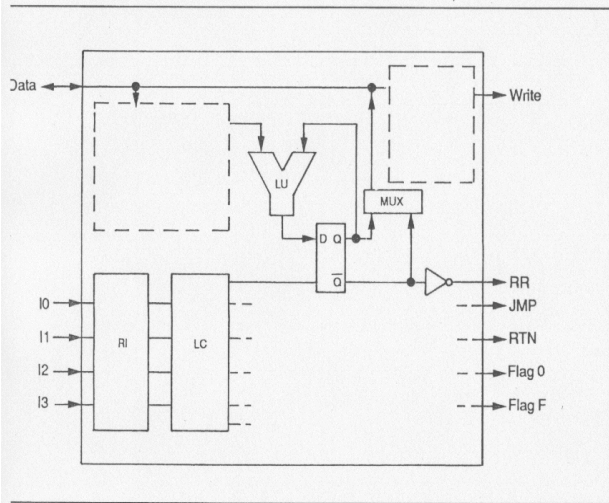 Data
Write
LU
MUX
D Q
Q̅
RR
I0
JMP
I1
RI
LC
RTN
I2
Flag 0
I3
Flag F